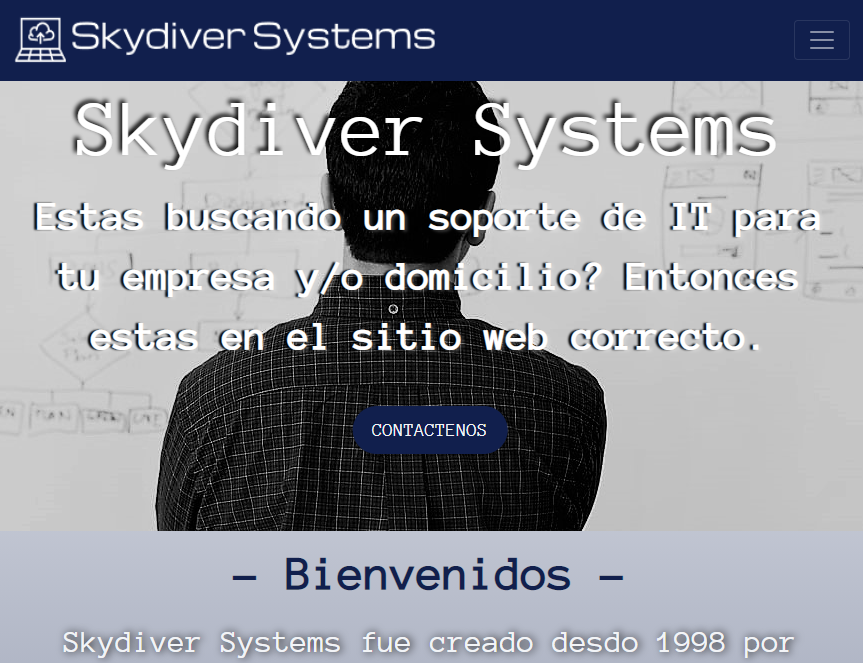 Skydiver Systems
Skydiver Systems
Estas buscando un soporte de IT para
tu empresa y/o domicilio? Entonces
estas en el sitio web correcto.
PLAN
CONTACTENOS
– Bienvenidos –
Skydiver Systems fue creado desdo 1998 por